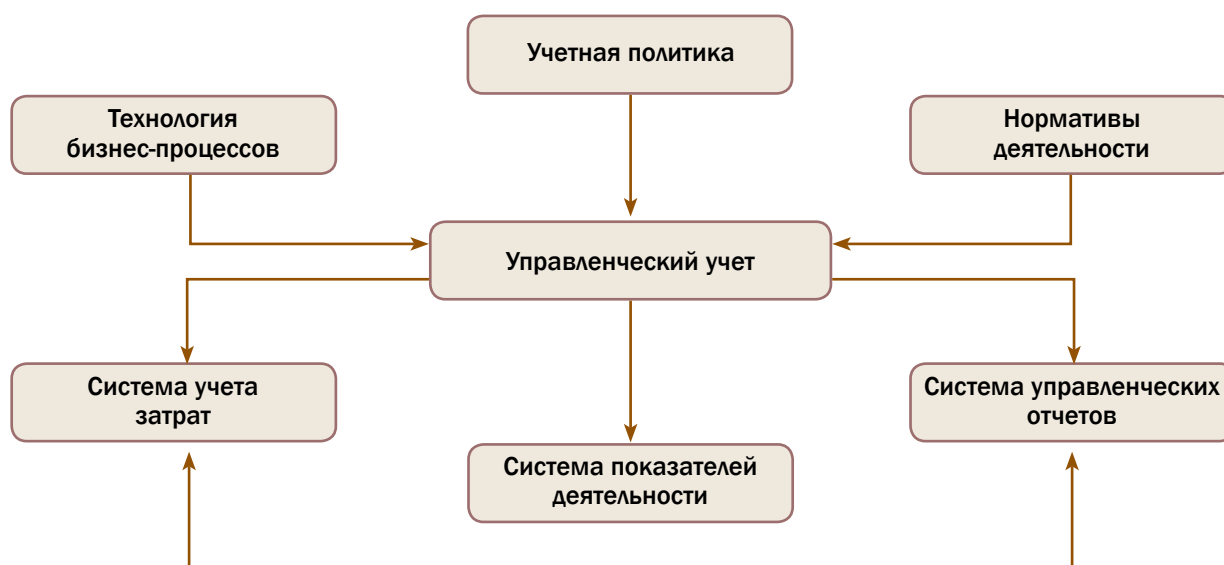 Учетная политика
Технология
бизнес-процессов
Нормативы
деятельности
Управленческий учет
Система учета
затрат
Система показателей
деятельности
Система управленческих
отчетов